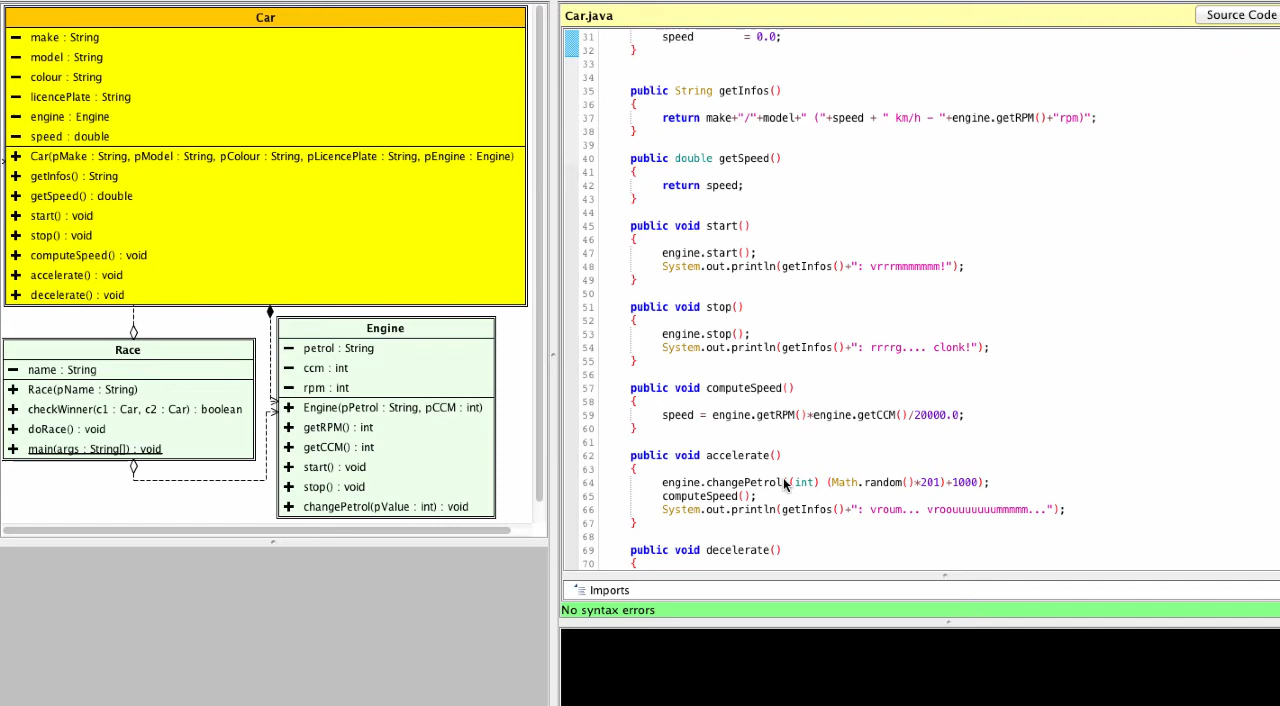 Car
make : String
model : String
colour : String
licencePlate : String
engine : Engine
speed : double
Car(pMake : String, pModel : String, pColour : String, pLicencePlate : String, pEngine : Engine)
getInfos() : String
getSpeed() : double
start() : void
stop() : void
computeSpeed() : void
accelerate() : void
decelerate() : void
Race
name : String
Race(pName : String)
checkWinner(c1 : Car, c2 : Car) : boolean
doRace() : void
main(args : String[]) : void
Engine
petrol : String
ccm : int
rpm : int
Engine(pPetrol : String, pCCM : int)
getRPM() : int
getCCM() : int
start() : void
stop() : void
changePetrol(pValue : int) : void
Car.java
Source Code
31 speed = 0.0;
32 }
33
34
35 public String getInfos()
36 {
37 return make+"/"+model+" ("+speed + " km/h - "+engine.getRPM()+"rpm)";
38 }
39
40 public double getSpeed()
41 {
42 return speed;
43 }
44
45 public void start()
46 {
47 engine.start();
48 System.out.println(getInfos()+": vrrrmmmmmmm!");
49 }
50
51 public void stop()
52 {
53 engine.stop();
54 System.out.println(getInfos()+": rrrrg.... clonk!");
55 }
56
57 public void computeSpeed()
58 {
59 speed = engine.getRPM()*engine.getCCM()/20000.0;
60 }
61
62 public void accelerate()
63 {
64 engine.changePetrol((int) (Math.random()*201)+1000);
65 computeSpeed();
66 System.out.println(getInfos()+": vroum... vroouuuuuuummmmm...");
67 }
68
69 public void decelerate()
70 {
Imports
No syntax errors